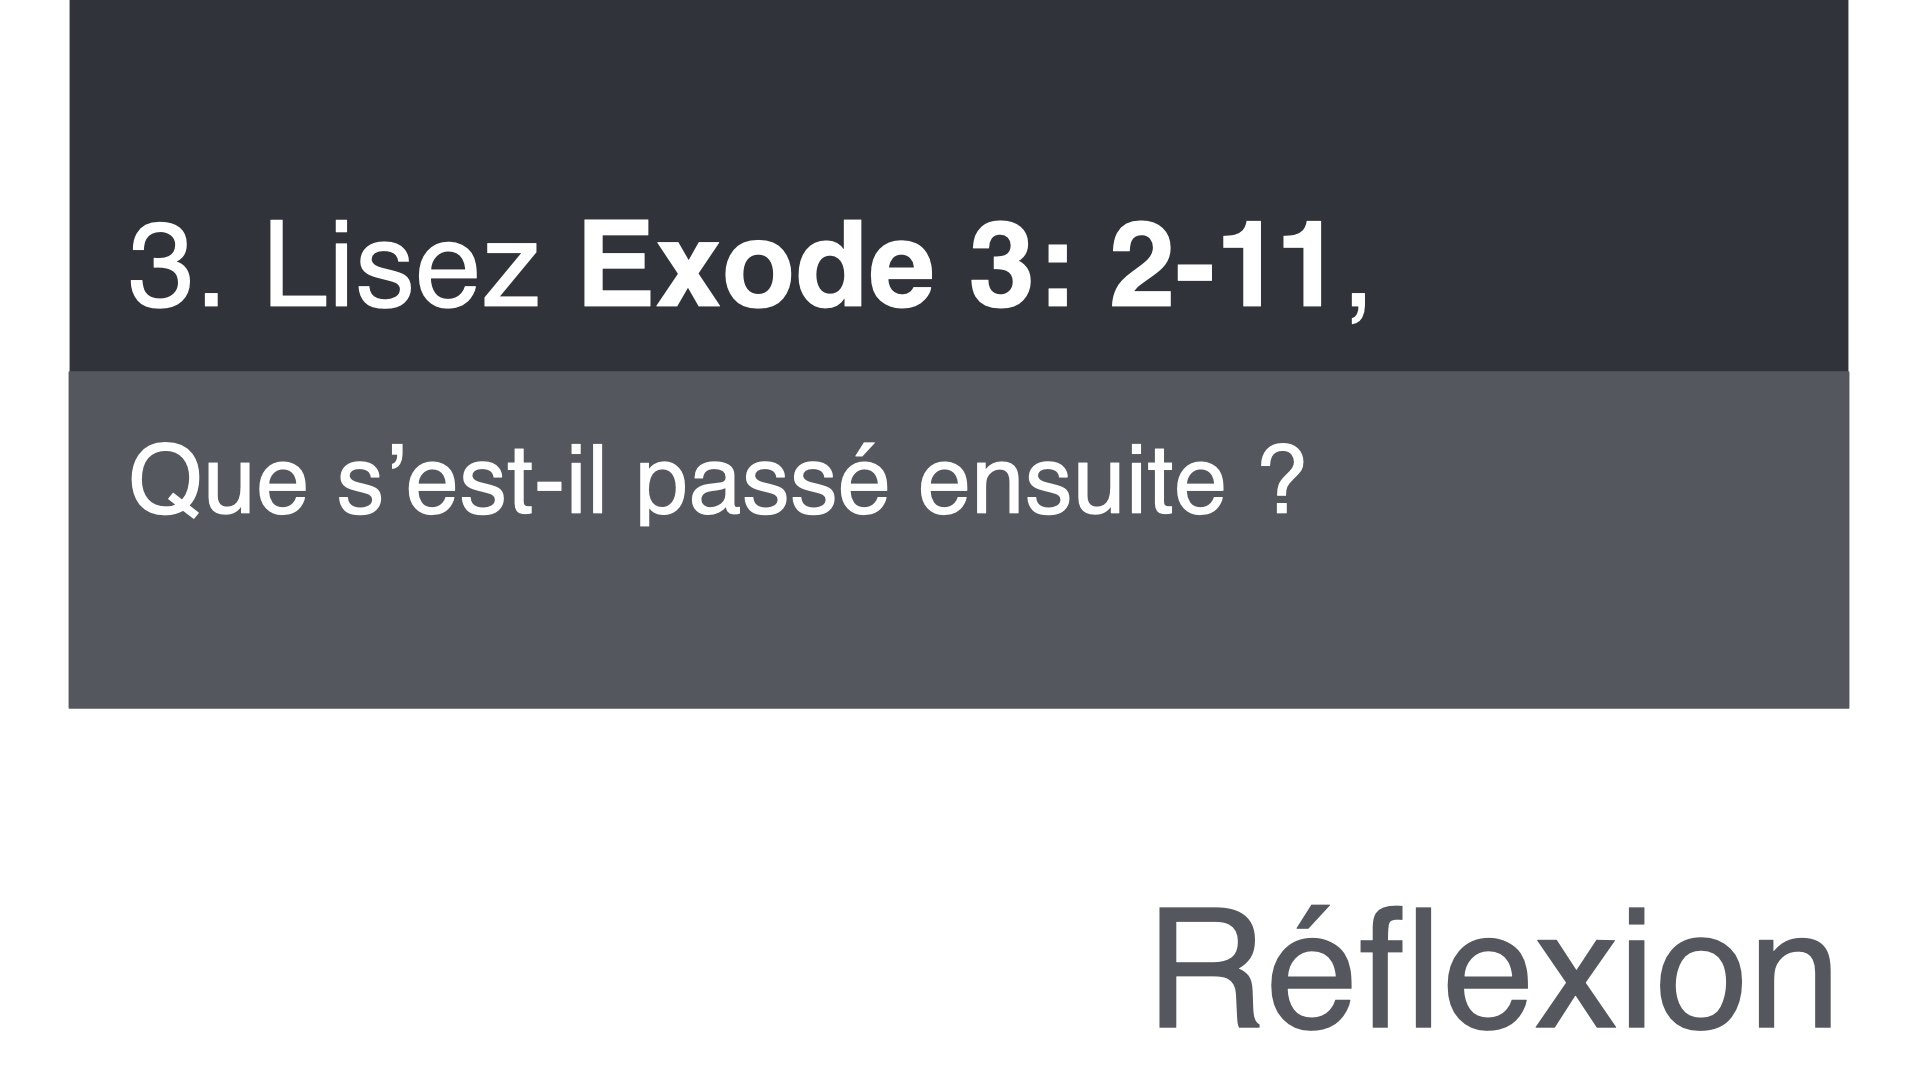 3. Lisez Exode 3: 2-11,
Que s’est-il passé ensuite ?
Réflexion